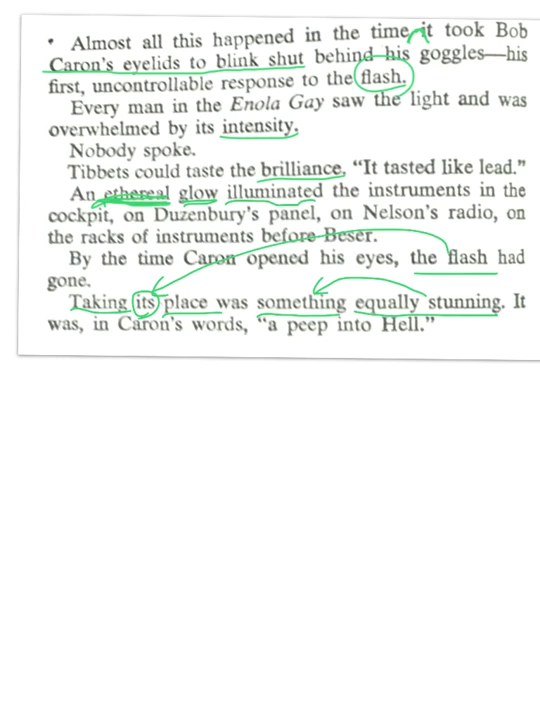 • Almost all this happened in the time it took Bob
Caron's eyelids to blink shut behind his goggles—his
first, uncontrollable response to the flash.
Every man in the Enola Gay saw the light and was
overwhelmed by its intensity.
Nobody spoke.
Tibbets could taste the brilliance. "It tasted like lead."
An ethereal glow illuminated the instruments in the
cockpit, on Duzenbury's panel, on Nelson's radio, on
the racks of instruments before Beser.
By the time Caron opened his eyes, the flash had
gone.
Taking its place was something equally stunning. It
was, in Caron's words, "a peep into Hell."